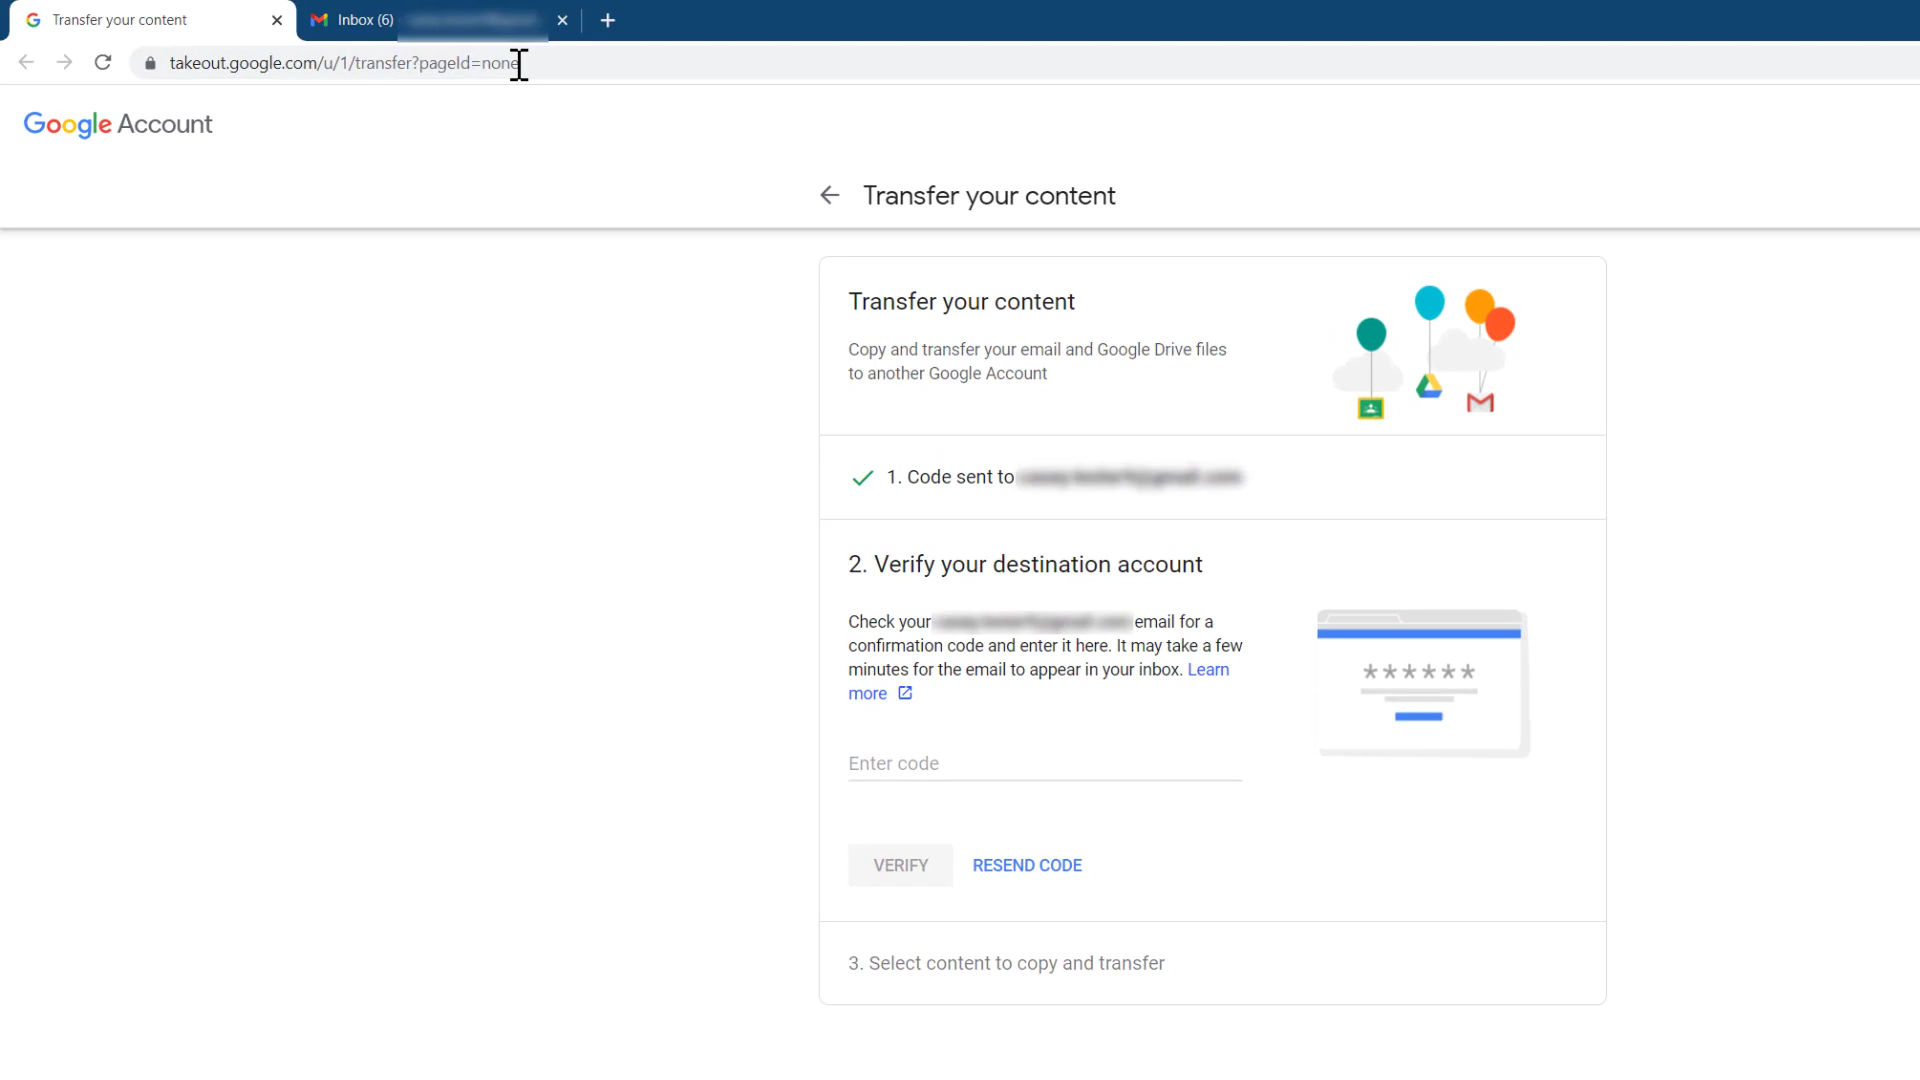 Transfer your content
Inbox (6)
takeout.google.com/u/1/transfer?pageId=none
Google Account
Transfer your content
Transfer your content
Copy and transfer your email and Google Drive files
to another Google Account
1. Code sent to
2. Verify your destination account
Check your email for a
confirmation code and enter it here. It may take a few
minutes for the email to appear in your inbox. Learn
more
******
Enter code
VERIFY RESEND CODE
3. Select content to copy and transfer